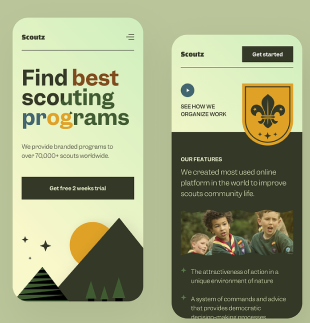 Scoutz
Find best
scouting
programs
We provide branded programs to
over 70,000+ scouts worldwide.
Get free 2 weeks trial
Scoutz
Get started
SEE HOW WE
ORGANIZE WORK
OUR FEATURES
We created most used online
platform in the world to improve
scouts community life.
The attractiveness of action in a
unique environment of nature
A system of commands and advice
that provides democratic
decision-making processes